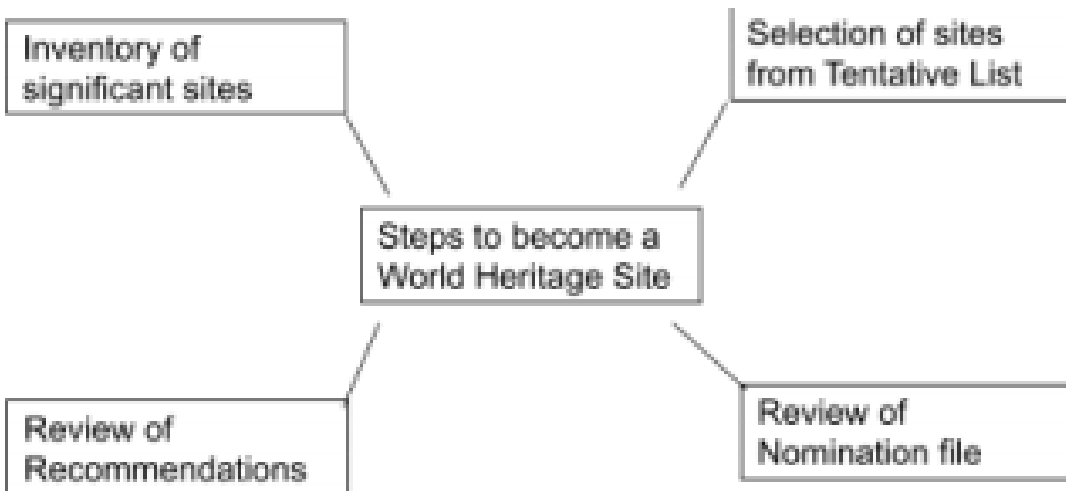 Inventory of
significant sites
Selection of sites
from Tentative List
Steps to become a
World Heritage Site
Review of
Recommendations
Review of
Nomination file